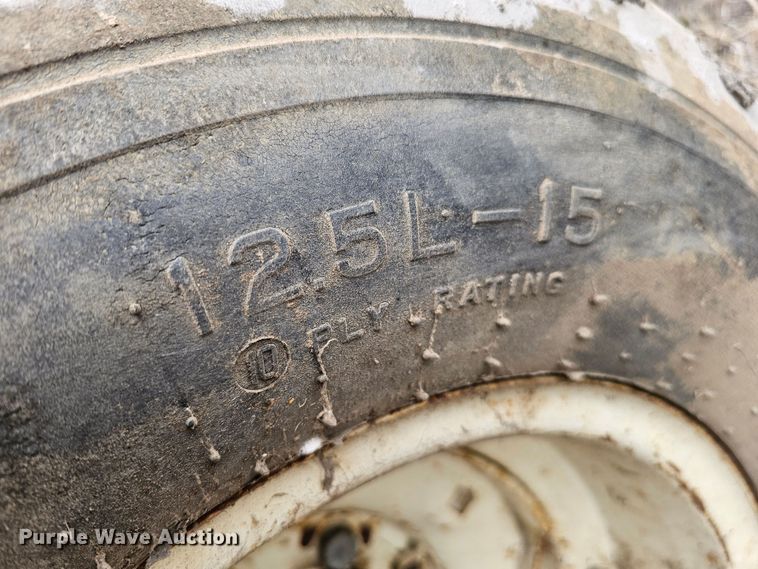 12.5L-15
10 PLY RATING
Purple Wave Auction